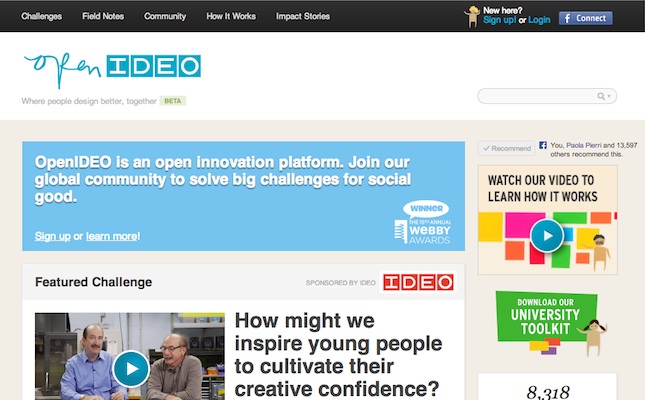 Challenges Field Notes Community How It Works Impact Stories
New here?
Sign up! or Login
f Connect
open IDEO
Where people design better, together BETA
Recommend
You, Paola Pierri and 13,597
others recommend this.
OpenIDEO is an open innovation platform. Join our
global community to solve big challenges for social
good.
Sign up or learn more!
WINNER
THE 15TH ANNUAL
WEBBY
AWARDS
WATCH OUR VIDEO TO
LEARN HOW IT WORKS
Featured Challenge
SPONSORED BY IDEO
IDEO
DOWNLOAD OUR
UNIVERSITY
TOOLKIT
How might we
inspire young people
to cultivate their
creative confidence?
8,318